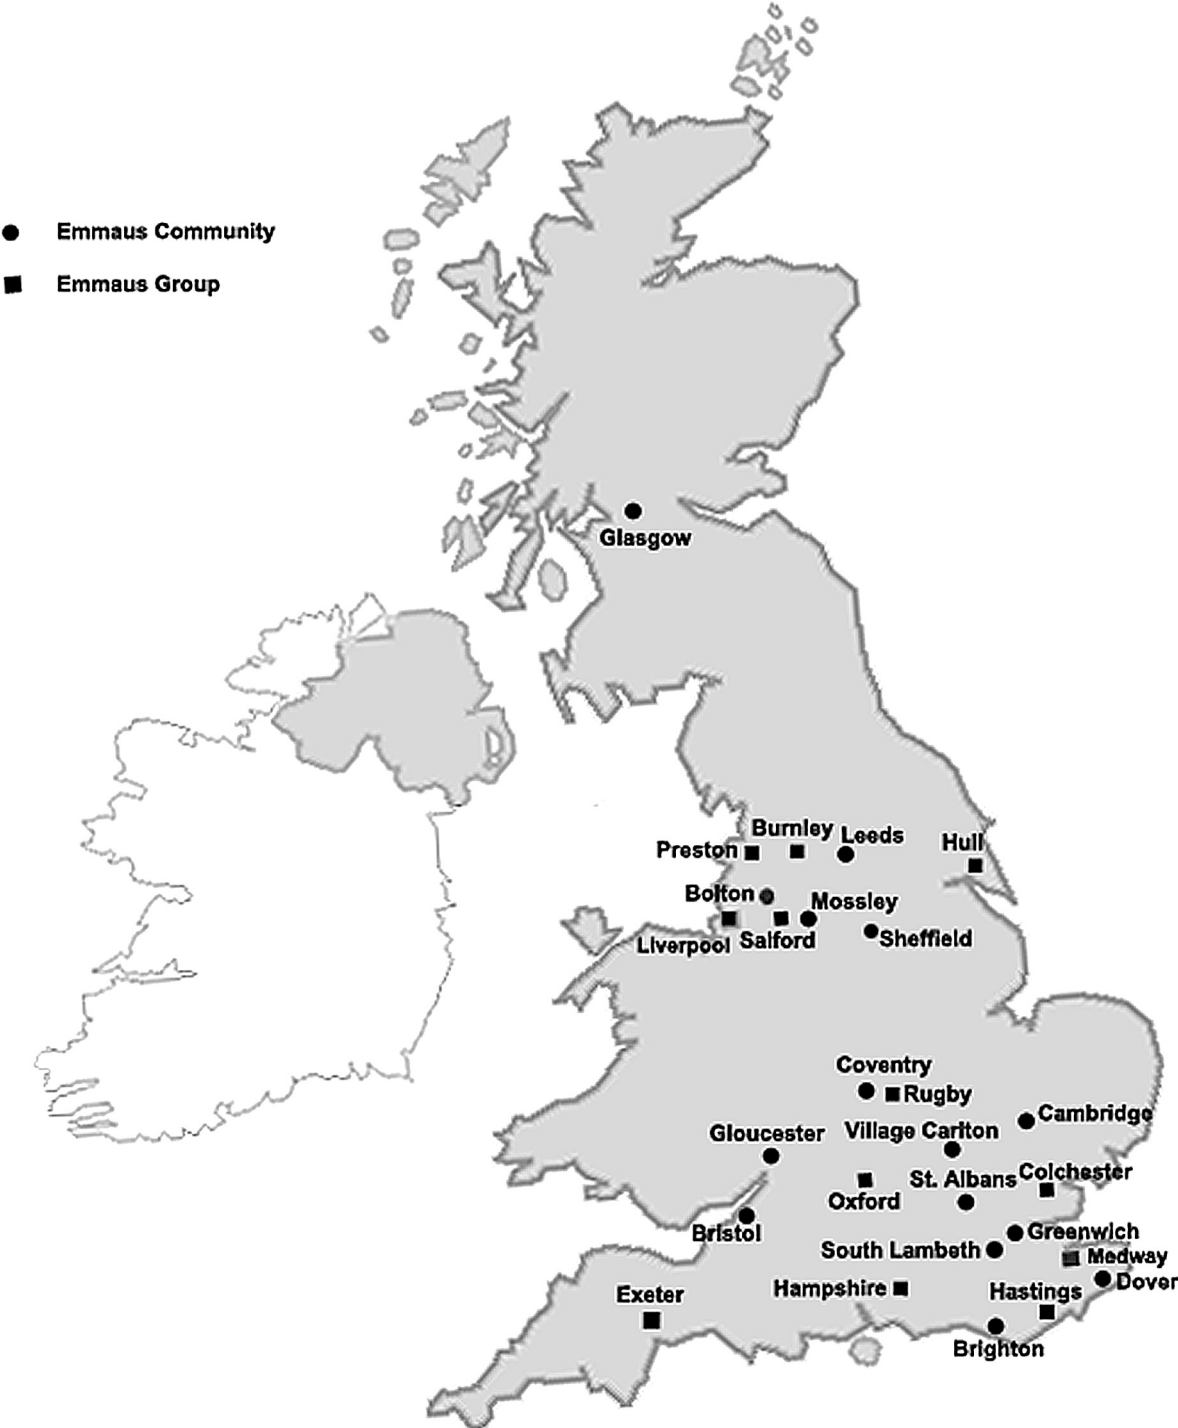 Emmaus Community
Emmaus Group
Glasgow
Burnley
Leeds
Preston
Hull
Bolton
Mossley
Liverpool
Salford
Sheffield
Coventry
Rugby
Cambridge
Gloucester
Village Carlton
St. Albans
Colchester
Oxford
Bristol
Greenwich
South Lambeth
Medway
Dover
Hampshire
Hastings
Exeter
Brighton